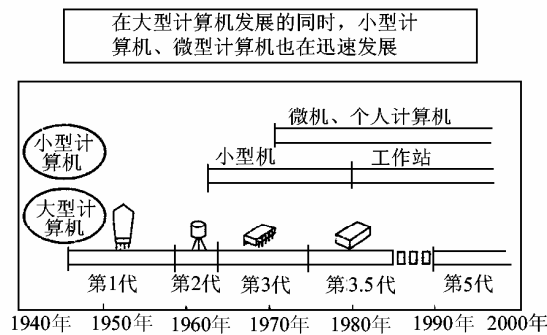 在大型计算机发展的同时，小型计
算机、微型计算机也在迅速发展
微机、个人计算机
小型计
算机
小型机
工作站
大型计
算机
第1代
第2代
第3代
第3.5代
第5代
1940年
1950年
1960年
1970年
1980年
1990年
2000年